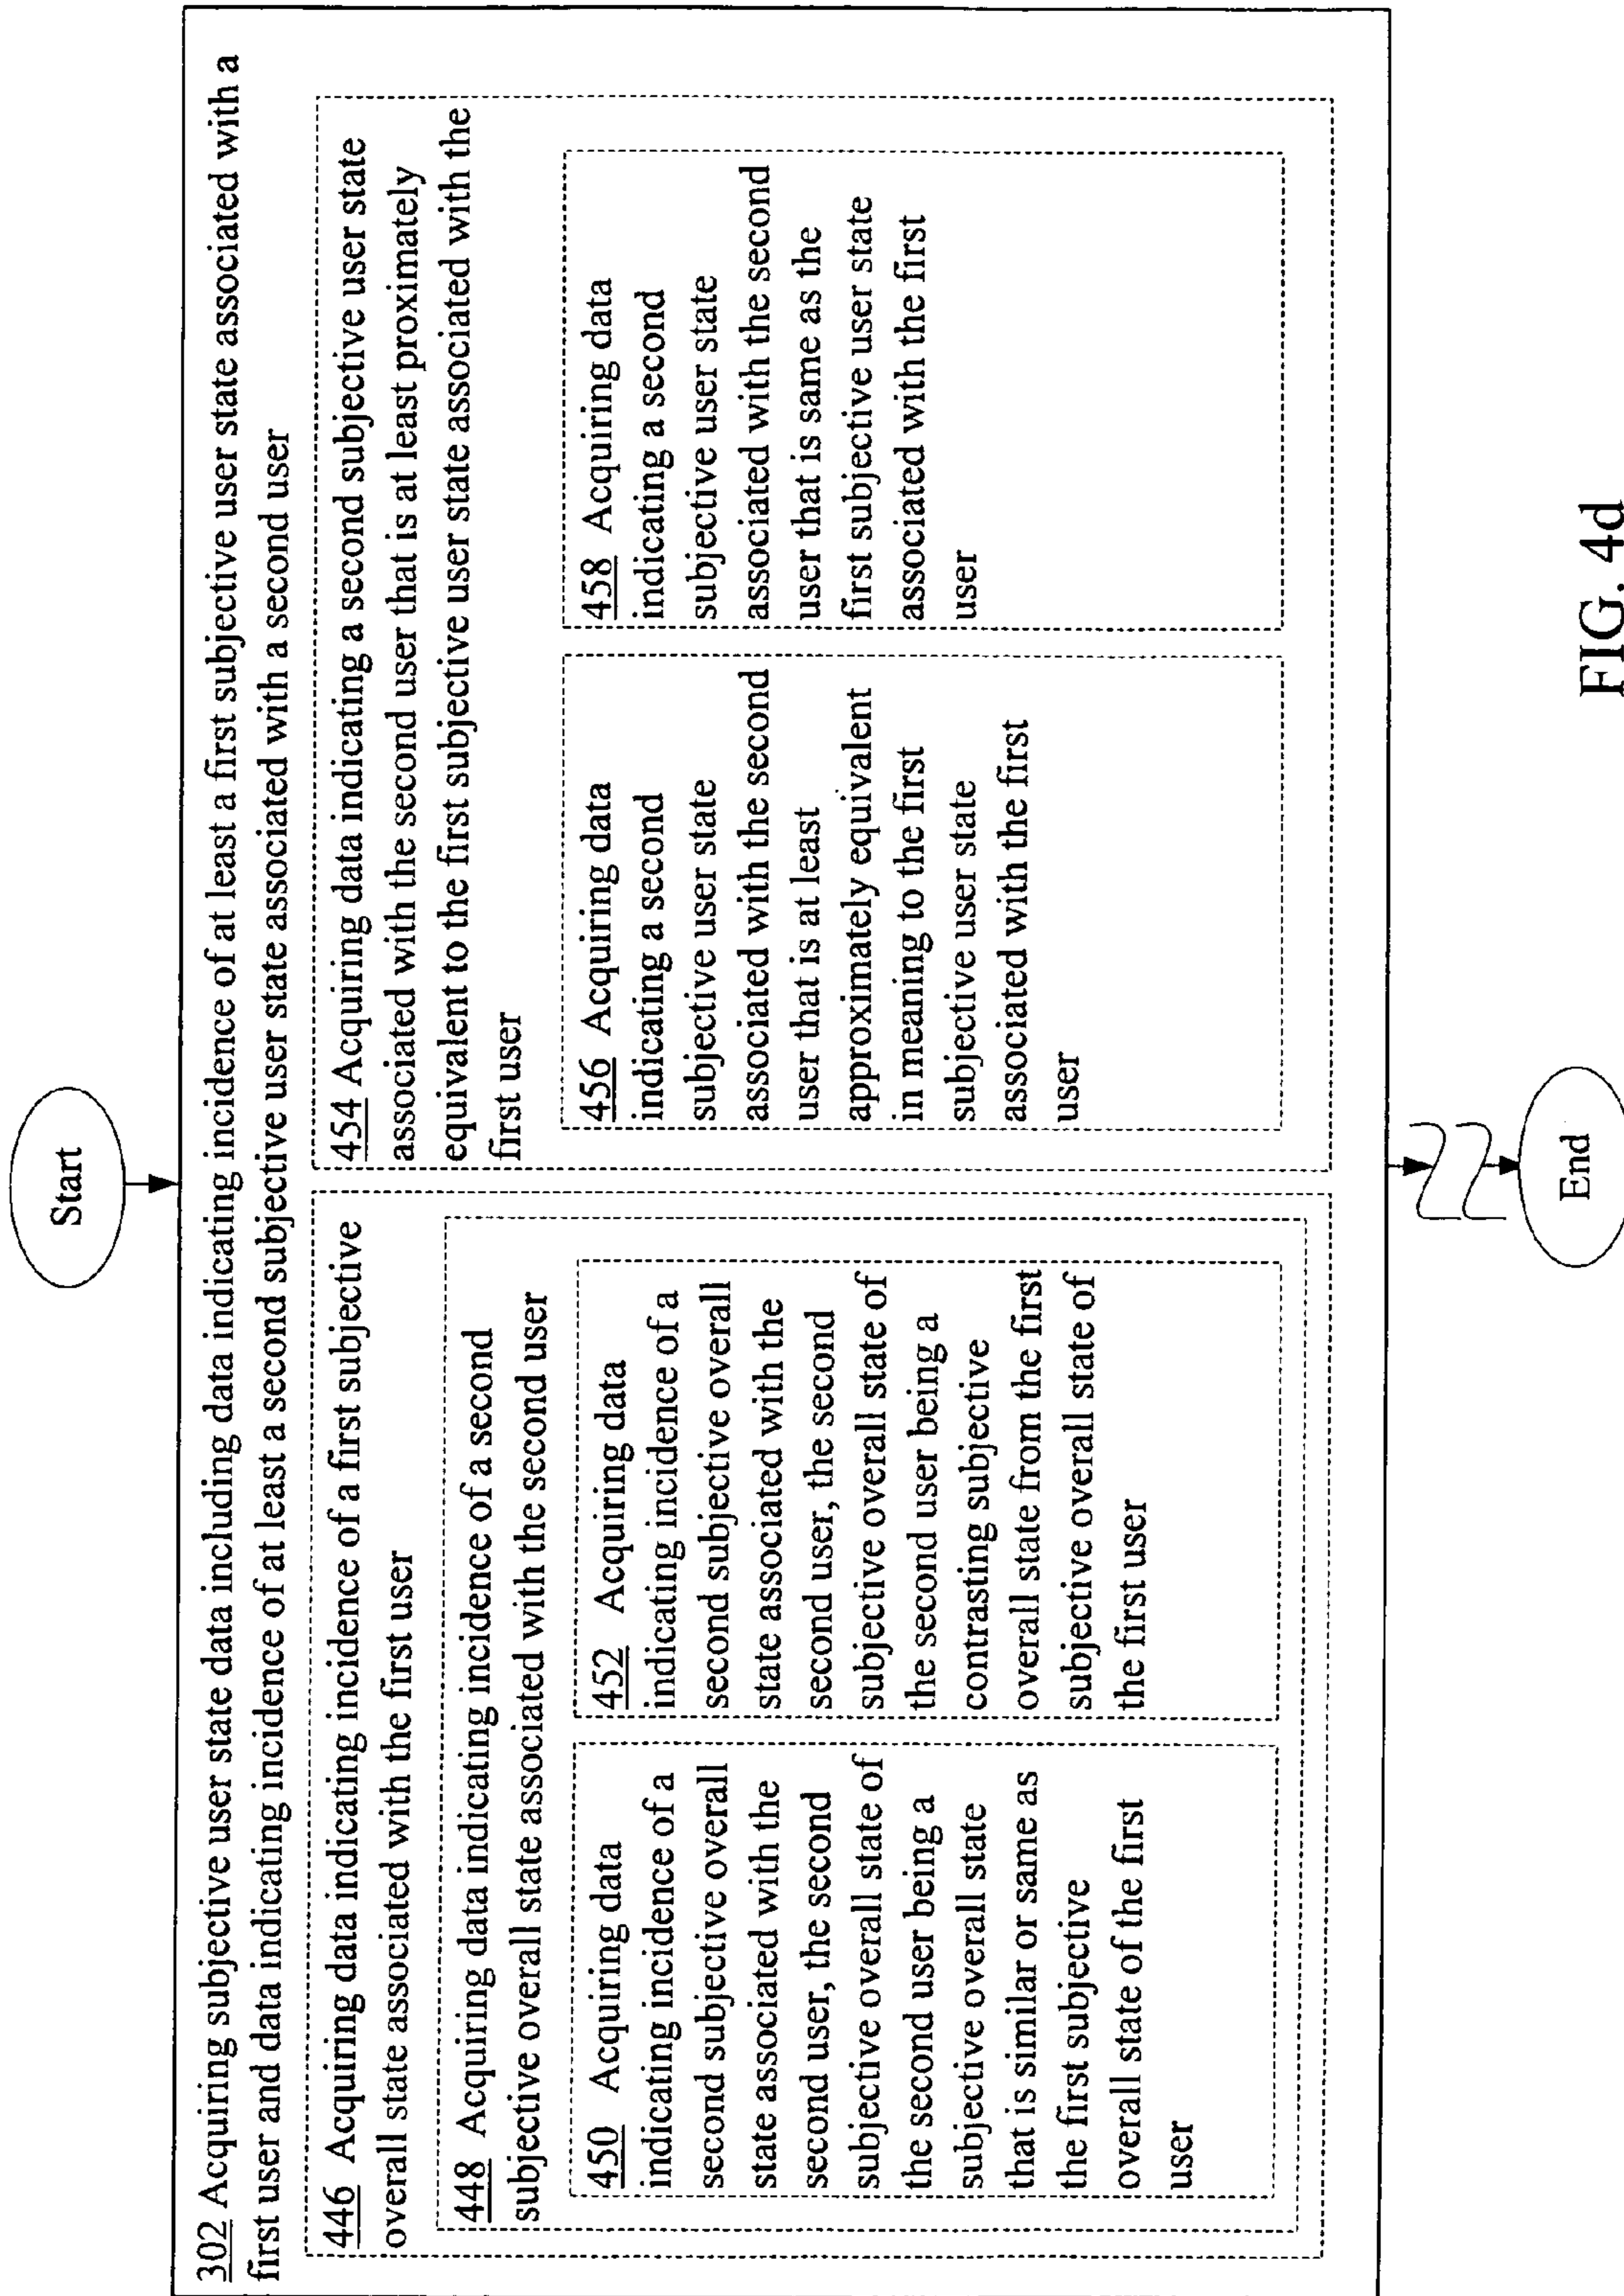 Start
302 Acquiring subjective user state data including data indicating incidence of at least a first subjective user state associated with a
first user and data indicating incidence of at least a second subjective user state associated with a second user
446 Acquiring data indicating incidence of a first subjective
overall state associated with the first user
448 Acquiring data indicating incidence of a second
subjective overall state associated with the second user
450 Acquiring data
indicating incidence of a
second subjective overall
state associated with the
second user, the second
subjective overall state of
the second user being a
subjective overall state
that is similar or same as
the first subjective
overall state of the first
user
452 Acquiring data
indicating incidence of a
second subjective overall
state associated with the
second user, the second
subjective overall state of
the second user being a
contrasting subjective
overall state from the first
subjective overall state of
the first user
454 Acquiring data indicating a second subjective user state
associated with the second user that is at least proximately
equivalent to the first subjective user state associated with the
first user
456 Acquiring data
indicating a second
subjective user state
associated with the second
user that is at least
approximately equivalent
in meaning to the first
subjective user state
associated with the first
user
458 Acquiring data
indicating a second
subjective user state
associated with the second
user that is same as the
first subjective user state
associated with the first
user
End
FIG. 4d